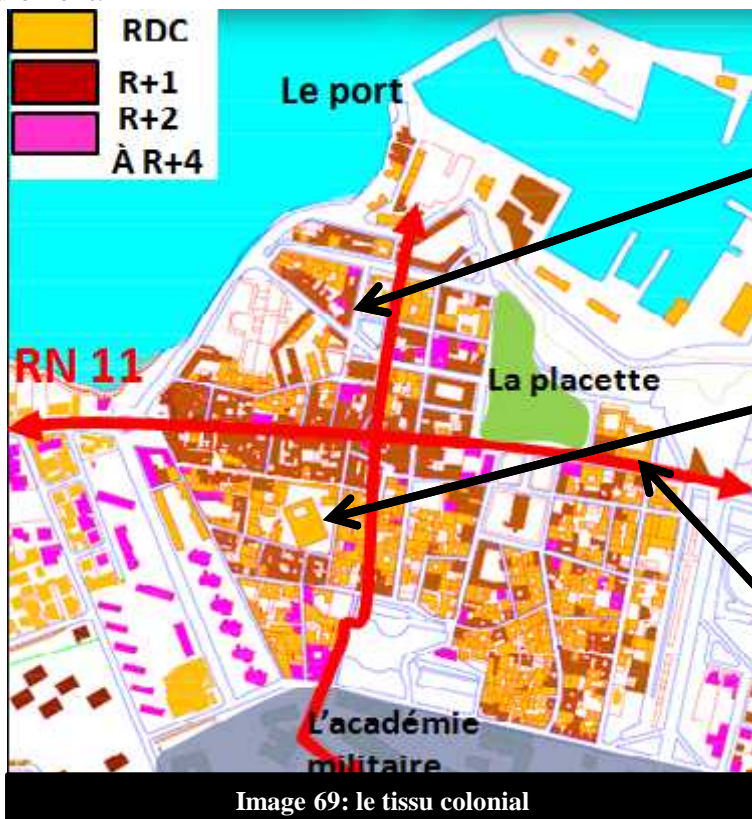 RDC
R+1
R+2
À R+4
Le port
RN 11
La placette
L'académie
militaire
Image 69: le tissu colonial